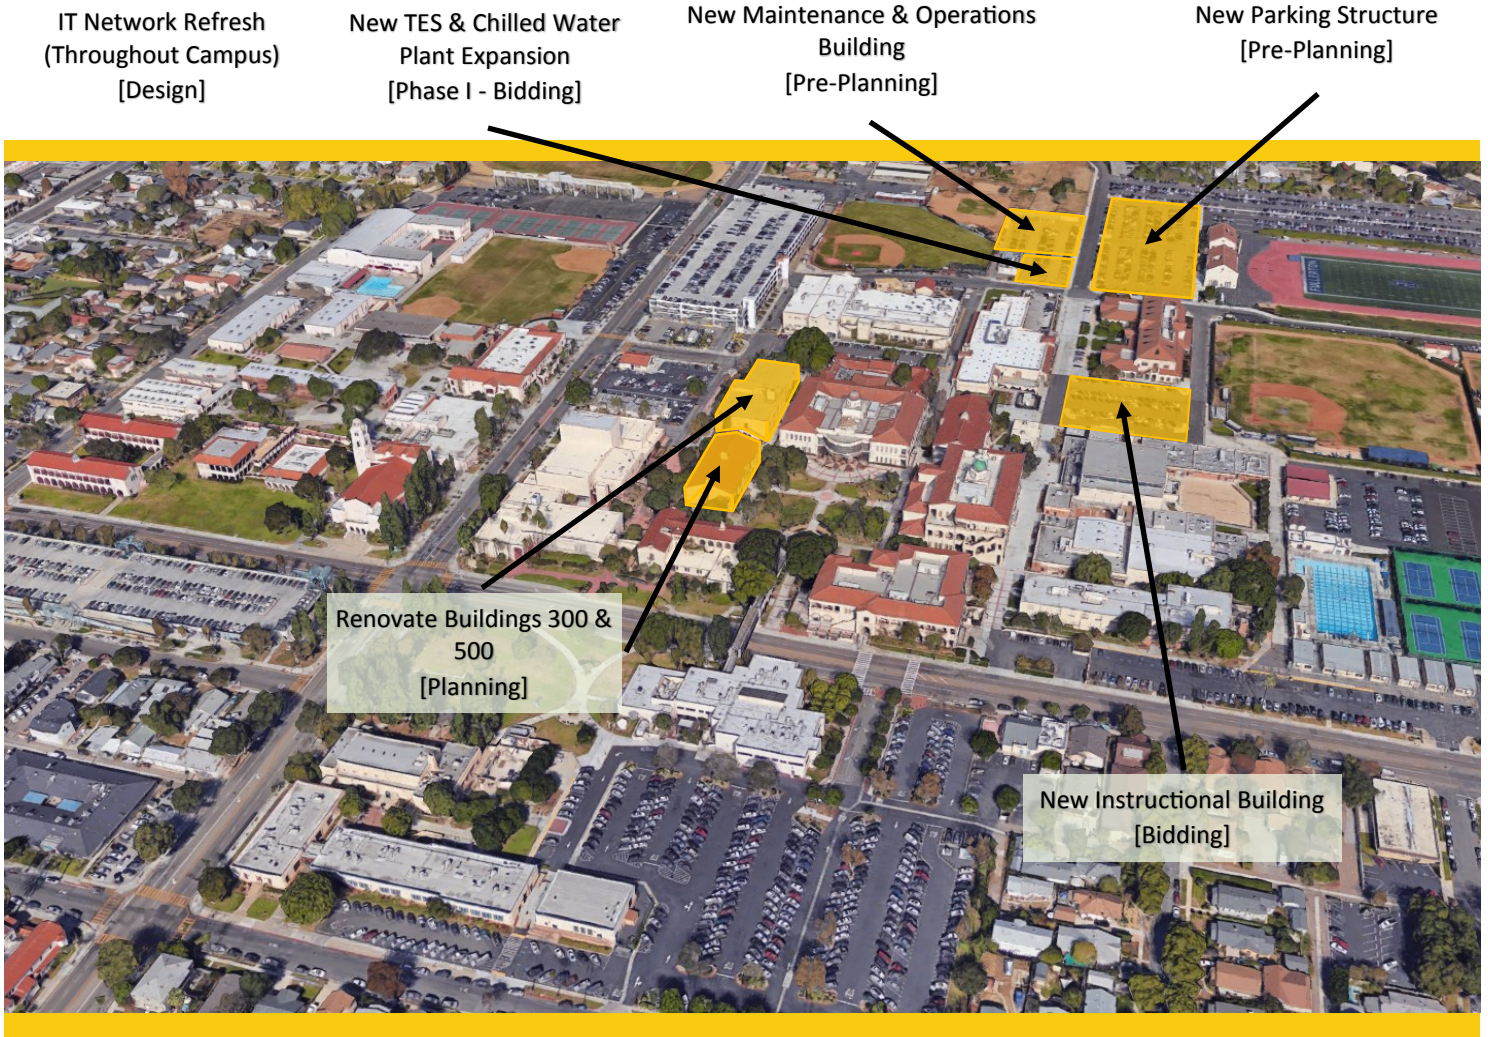 IT Network Refresh
(Throughout Campus)
[Design]
New TES & Chilled Water
Plant Expansion
[Phase I - Bidding]
New Maintenance & Operations
Building
[Pre-Planning]
New Parking Structure
[Pre-Planning]
FULLERTON
Renovate Buildings 300 &
500
[Planning]
New Instructional Building
[Bidding]